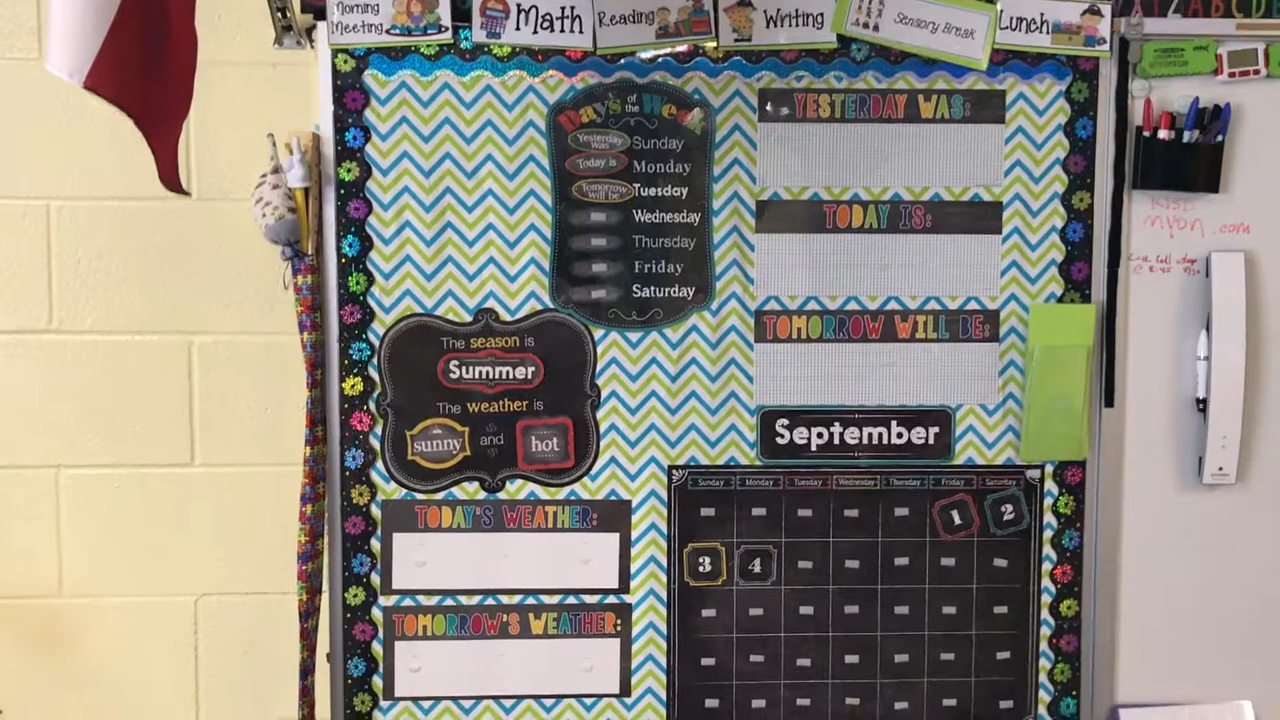 Morning
Meeting
Math
Reading
Writing
Sensory Break
Lunch
A B C D E
Days of the Week
Yesterday was
Sunday
Today is
Monday
Tomorrow will be
Tuesday
Wednesday
Thursday
Friday
Saturday
YESTERDAY WAS:
TODAY IS:
TOMORROW WILL BE:
The season is
Summer
The weather is
sunny and hot
TODAY'S WEATHER:
TOMORROW'S WEATHER:
September
Sunday Monday Tuesday Wednesday Thursday Friday Saturday
1 2
3 4
myon.com